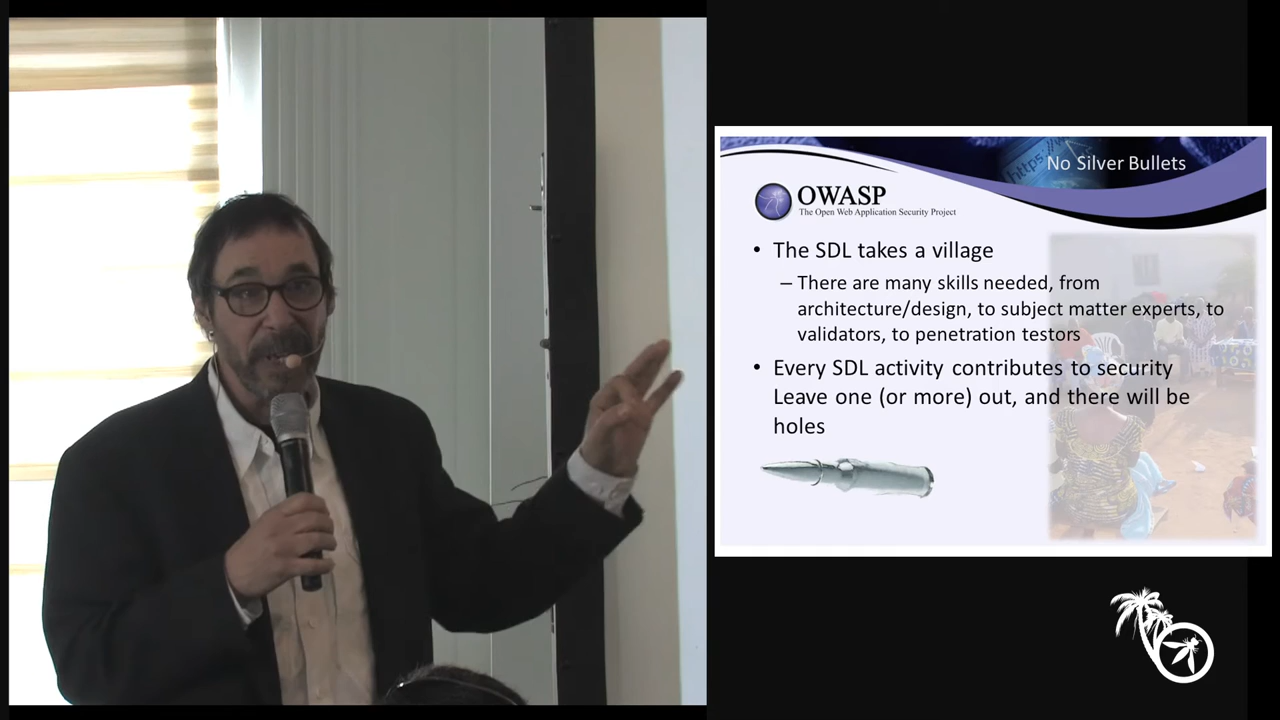 No Silver Bullets
OWASP
The Open Web Application Security Project
• The SDL takes a village
– There are many skills needed, from
architecture/design, to subject matter experts, to
validators, to penetration testors
• Every SDL activity contributes to security
Leave one (or more) out, and there will be
holes
https://w